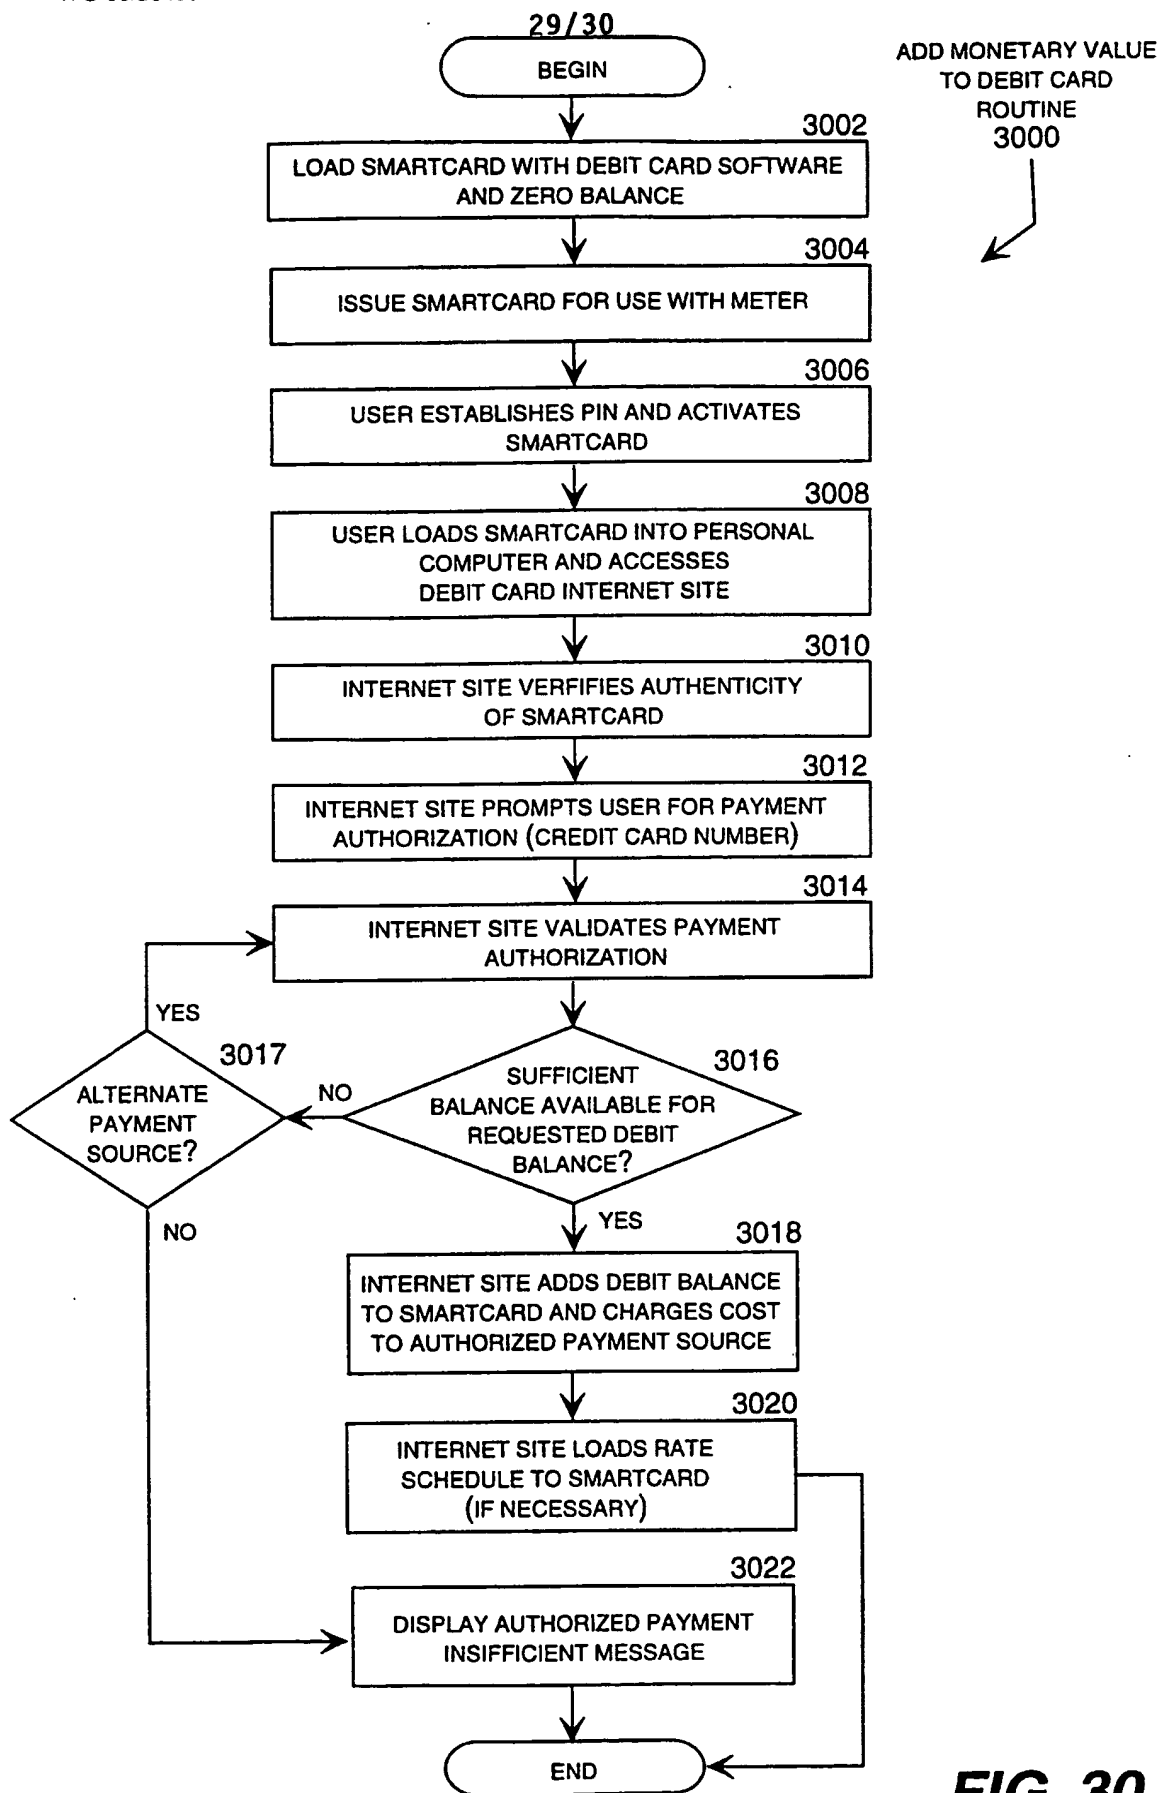 29/30
BEGIN
ADD MONETARY VALUE
TO DEBIT CARD
ROUTINE
3000
3002
LOAD SMARTCARD WITH DEBIT CARD SOFTWARE
AND ZERO BALANCE
3004
ISSUE SMARTCARD FOR USE WITH METER
3006
USER ESTABLISHES PIN AND ACTIVATES
SMARTCARD
3008
USER LOADS SMARTCARD INTO PERSONAL
COMPUTER AND ACCESSES
DEBIT CARD INTERNET SITE
3010
INTERNET SITE VERFIFIES AUTHENTICITY
OF SMARTCARD
3012
INTERNET SITE PROMPTS USER FOR PAYMENT
AUTHORIZATION (CREDIT CARD NUMBER)
3014
INTERNET SITE VALIDATES PAYMENT
AUTHORIZATION
YES
3017
ALTERNATE
PAYMENT
SOURCE?
NO
3016
SUFFICIENT
BALANCE AVAILABLE FOR
REQUESTED DEBIT
BALANCE?
NO
YES
3018
INTERNET SITE ADDS DEBIT BALANCE
TO SMARTCARD AND CHARGES COST
TO AUTHORIZED PAYMENT SOURCE
3020
INTERNET SITE LOADS RATE
SCHEDULE TO SMARTCARD
(IF NECESSARY)
3022
DISPLAY AUTHORIZED PAYMENT
INSIFFICIENT MESSAGE
END
FIG. 30